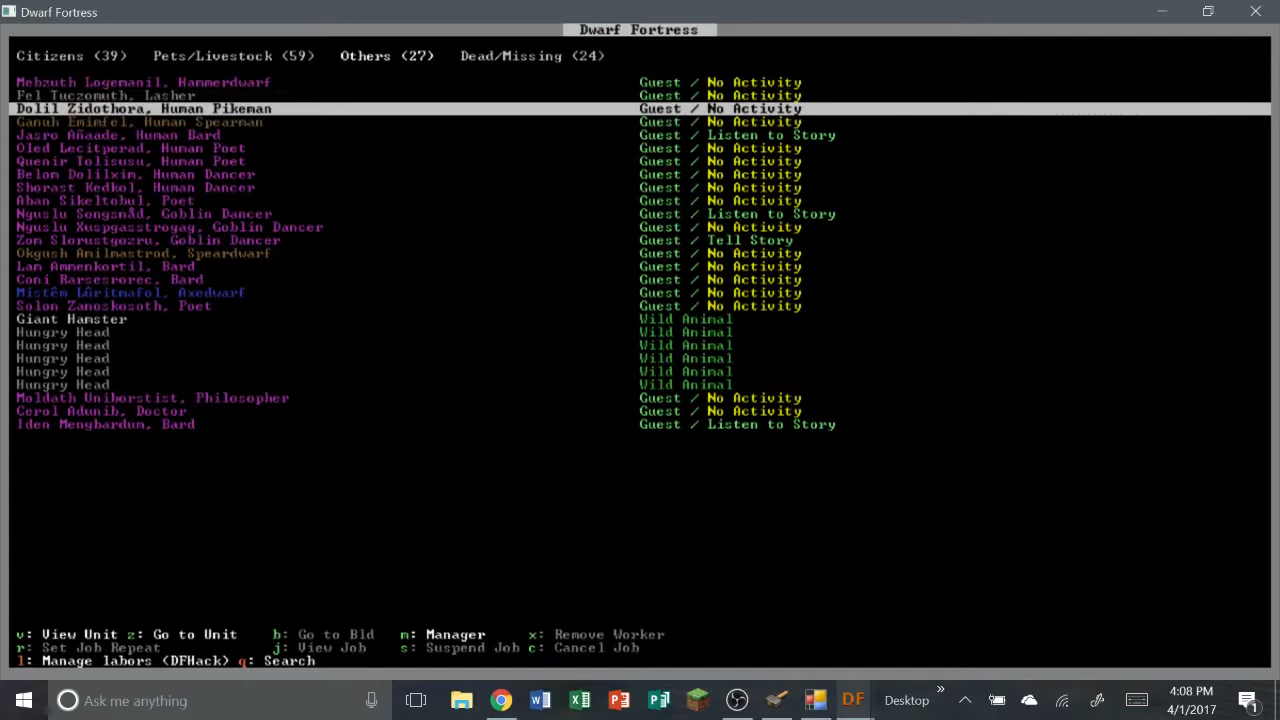 Dwarf Fortress
Dwarf Fortress
Citizens (39) Pets/Livestock (59) Others (27) Dead/Missing (24)
Mebzuth Logemanil, Hammerdwarf Guest / No Activity
Fel Tuczomuth, Lasher Guest / No Activity
Dolil Zidothora, Human Pikeman Guest / No Activity
Ganuh Emimfel, Human Spearman Guest / No Activity
Jasro Añaade, Human Bard Guest / Listen to Story
Oled Lecitperad, Human Poet Guest / No Activity
Quenir Tolisusu, Human Poet Guest / No Activity
Belom Dolilxim, Human Dancer Guest / No Activity
Shorast Kedkol, Human Dancer Guest / No Activity
Aban Sikeltobul, Poet Guest / No Activity
Nguslu Songsnåd, Goblin Dancer Guest / Listen to Story
Nguslu Xuspgasstrogag, Goblin Dancer Guest / No Activity
Zom Slorustgozru, Goblin Dancer Guest / Tell Story
Okgush Amilmastrod, Speardwarf Guest / No Activity
Lam Ammenkortil, Bard Guest / No Activity
Coni Rarsesrorec, Bard Guest / No Activity
Mistêm Lûritmafol, Axedwarf Guest / No Activity
Solon Zanoskosoth, Poet Guest / No Activity
Giant Hamster Wild Animal
Hungry Head Wild Animal
Hungry Head Wild Animal
Hungry Head Wild Animal
Hungry Head Wild Animal
Hungry Head Wild Animal
Moldath Uniborstist, Philosopher Guest / No Activity
Cerol Adunib, Doctor Guest / No Activity
Iden Mengbardum, Bard Guest / Listen to Story
v: View Unit z: Go to Unit b: Go to Bld m: Manager x: Remove Worker
r: Set Job Repeat j: View Job s: Suspend Job c: Cancel Job
l: Manage labors (DFHack) q: Search
Ask me anything DF Desktop » 4:08 PM
4/1/2017 1